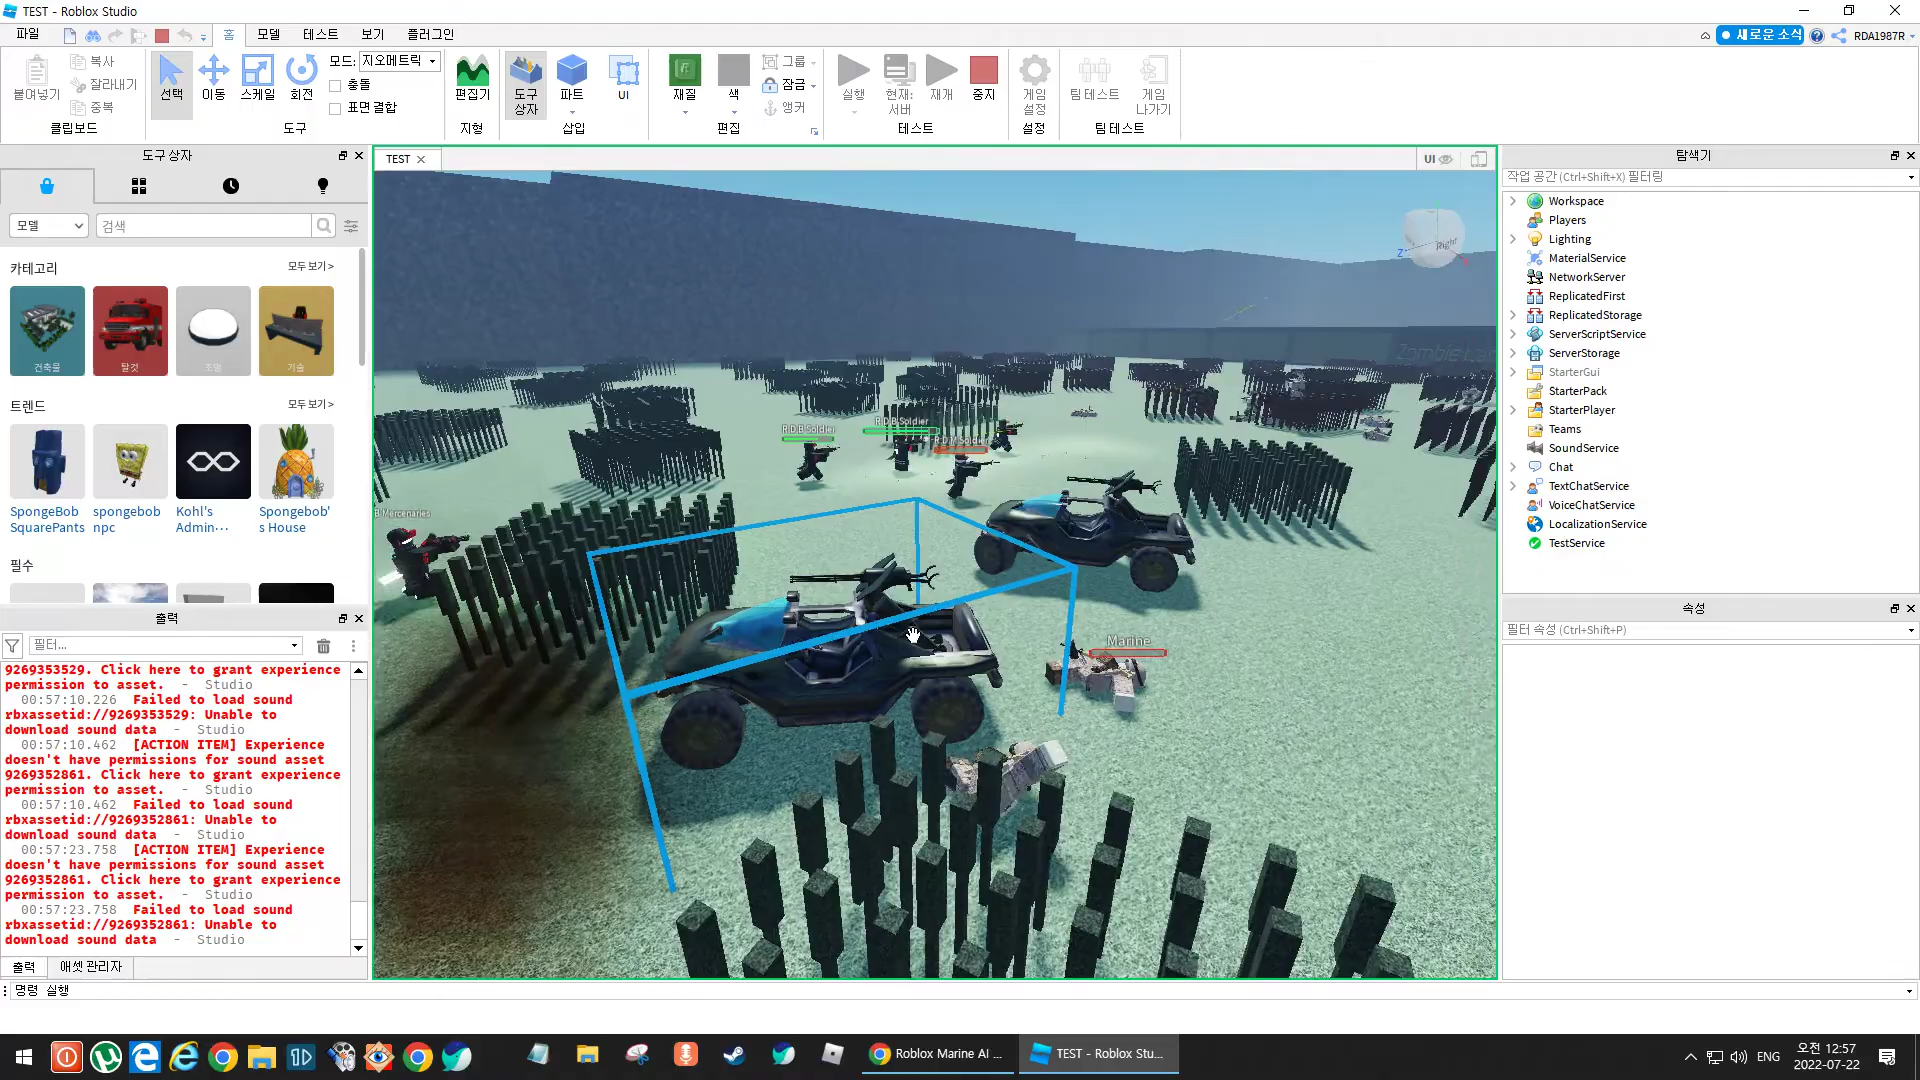 TEST - Roblox Studio
파일
홈
모델
테스트
보기
플러그인
새로운 소식
RDA1987R
붙여넣기
복사
잘라내기
중복
클립보드
선택
이동
스케일
회전
모드: 지오메트릭
충돌
표면 결합
도구
편집기
지형
도구 상자
파트
UI
삽입
재질
색
그룹
잠금
앵커
편집
실행
현재: 서버
재개
중지
테스트
게임 설정
설정
팀 테스트
게임 나가기
팀 테스트
도구 상자
모델
검색
카테고리
모두 보기 >
건축물
탈것
조명
기술
트렌드
모두 보기 >
SpongeBob SquarePants
spongebob npc
Kohl's Admin...
Spongebob's House
필수
출력
필터...
9269353529. Click here to grant experience
permission to asset. - Studio
00:57:10.226 Failed to load sound
rbxassetid://9269353529: Unable to
download sound data - Studio
00:57:10.462 [ACTION ITEM] Experience
doesn't have permissions for sound asset
9269352861. Click here to grant experience
permission to asset. - Studio
00:57:10.462 Failed to load sound
rbxassetid://9269352861: Unable to
download sound data - Studio
00:57:23.758 [ACTION ITEM] Experience
doesn't have permissions for sound asset
9269352861. Click here to grant experience
permission to asset. - Studio
00:57:23.758 Failed to load sound
rbxassetid://9269352861: Unable to
download sound data - Studio
출력
애셋 관리자
명령 실행
TEST
UI
Right
Z
R D B Soldier
R D B Soldier
R D M Soldier
B Mercenaries
Marine
탐색기
작업 공간 (Ctrl+Shift+X) 필터링
Workspace
Players
Lighting
MaterialService
NetworkServer
ReplicatedFirst
ReplicatedStorage
ServerScriptService
ServerStorage
StarterGui
StarterPack
StarterPlayer
Teams
SoundService
Chat
TextChatService
VoiceChatService
LocalizationService
TestService
속성
필터 속성 (Ctrl+Shift+P)
Roblox Marine AI ...
TEST - Roblox Stu...
ENG
오전 12:57
2022-07-22